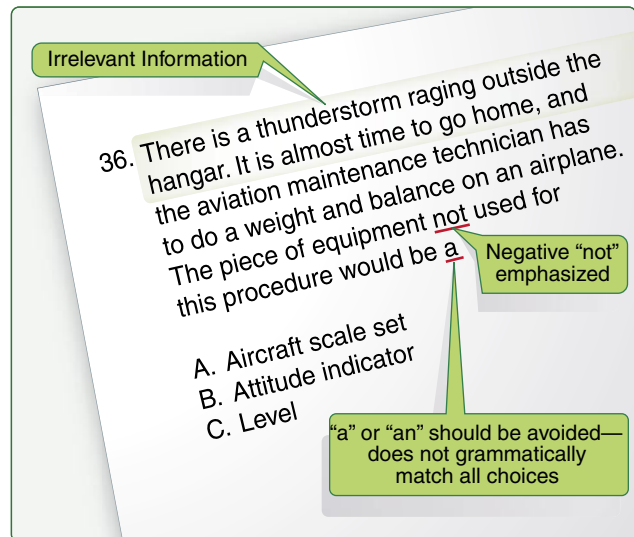 Irrelevant Information
36. There is a thunderstorm raging outside the
hangar. It is almost time to go home, and
the aviation maintenance technician has
to do a weight and balance on an airplane.
The piece of equipment not used for
this procedure would be a
Negative “not”
emphasized
A. Aircraft scale set
B. Attitude indicator
C. Level
“a” or “an” should be avoided—
does not grammatically
match all choices